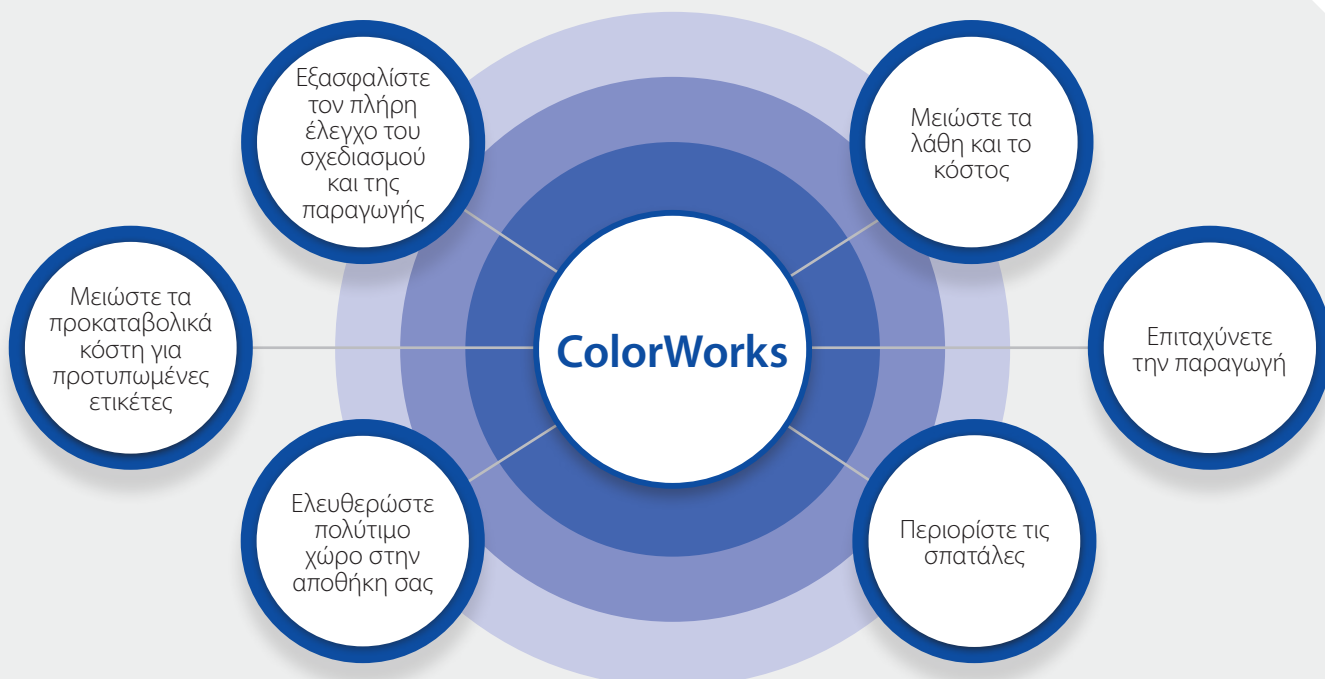 Εξασφαλίστε
τον πλήρη
έλεγχο του
σχεδιασμού
και της
παραγωγής
Μειώστε τα
λάθη και το
κόστος
Μειώστε τα
προκαταβολικά
κόστη για
προτυπωμένες
ετικέτες
ColorWorks
Επιταχύνετε
την παραγωγή
Ελευθερώστε
πολύτιμο
χώρο στην
αποθήκη σας
Περιορίστε τις
σπατάλες